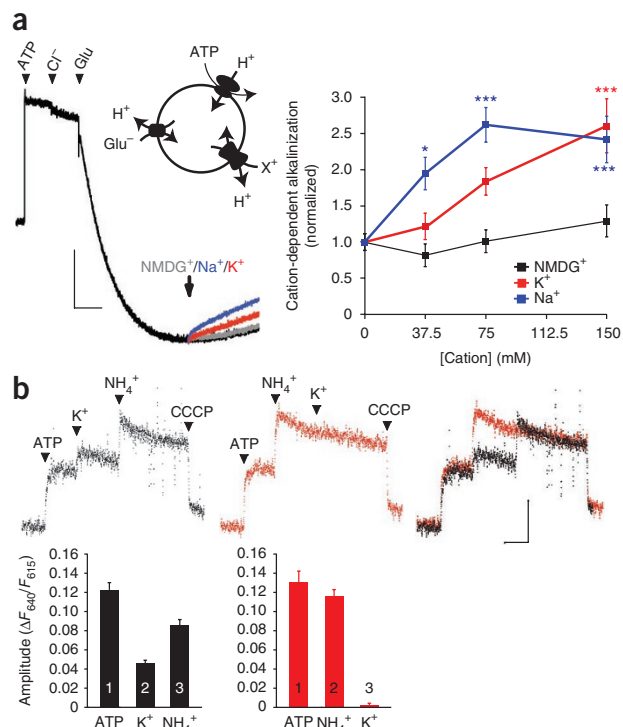 a
ATP Cl⁻ Glu
ATP
H⁺
H⁺
Glu⁻
X⁺
H⁺
NMDG⁺/Na⁺/K⁺
Cation-dependent alkalinization
(normalized)
3.0
2.5
2.0
1.5
1.0
0.5
0
*
***
***
***
NMDG⁺
K⁺
Na⁺
0 37.5 75 112.5 150
[Cation] (mM)
b
ATP K⁺ NH₄⁺ CCCP
ATP NH₄⁺ K⁺ CCCP
Amplitude (ΔF₆₄₀/F₆₁₅)
0.16
0.14
0.12
0.10
0.08
0.06
0.04
0.02
0
1 2 3
ATP K⁺ NH₄⁺
0.16
0.14
0.12
0.10
0.08
0.06
0.04
0.02
0
1 2 3
ATP NH₄⁺ K⁺